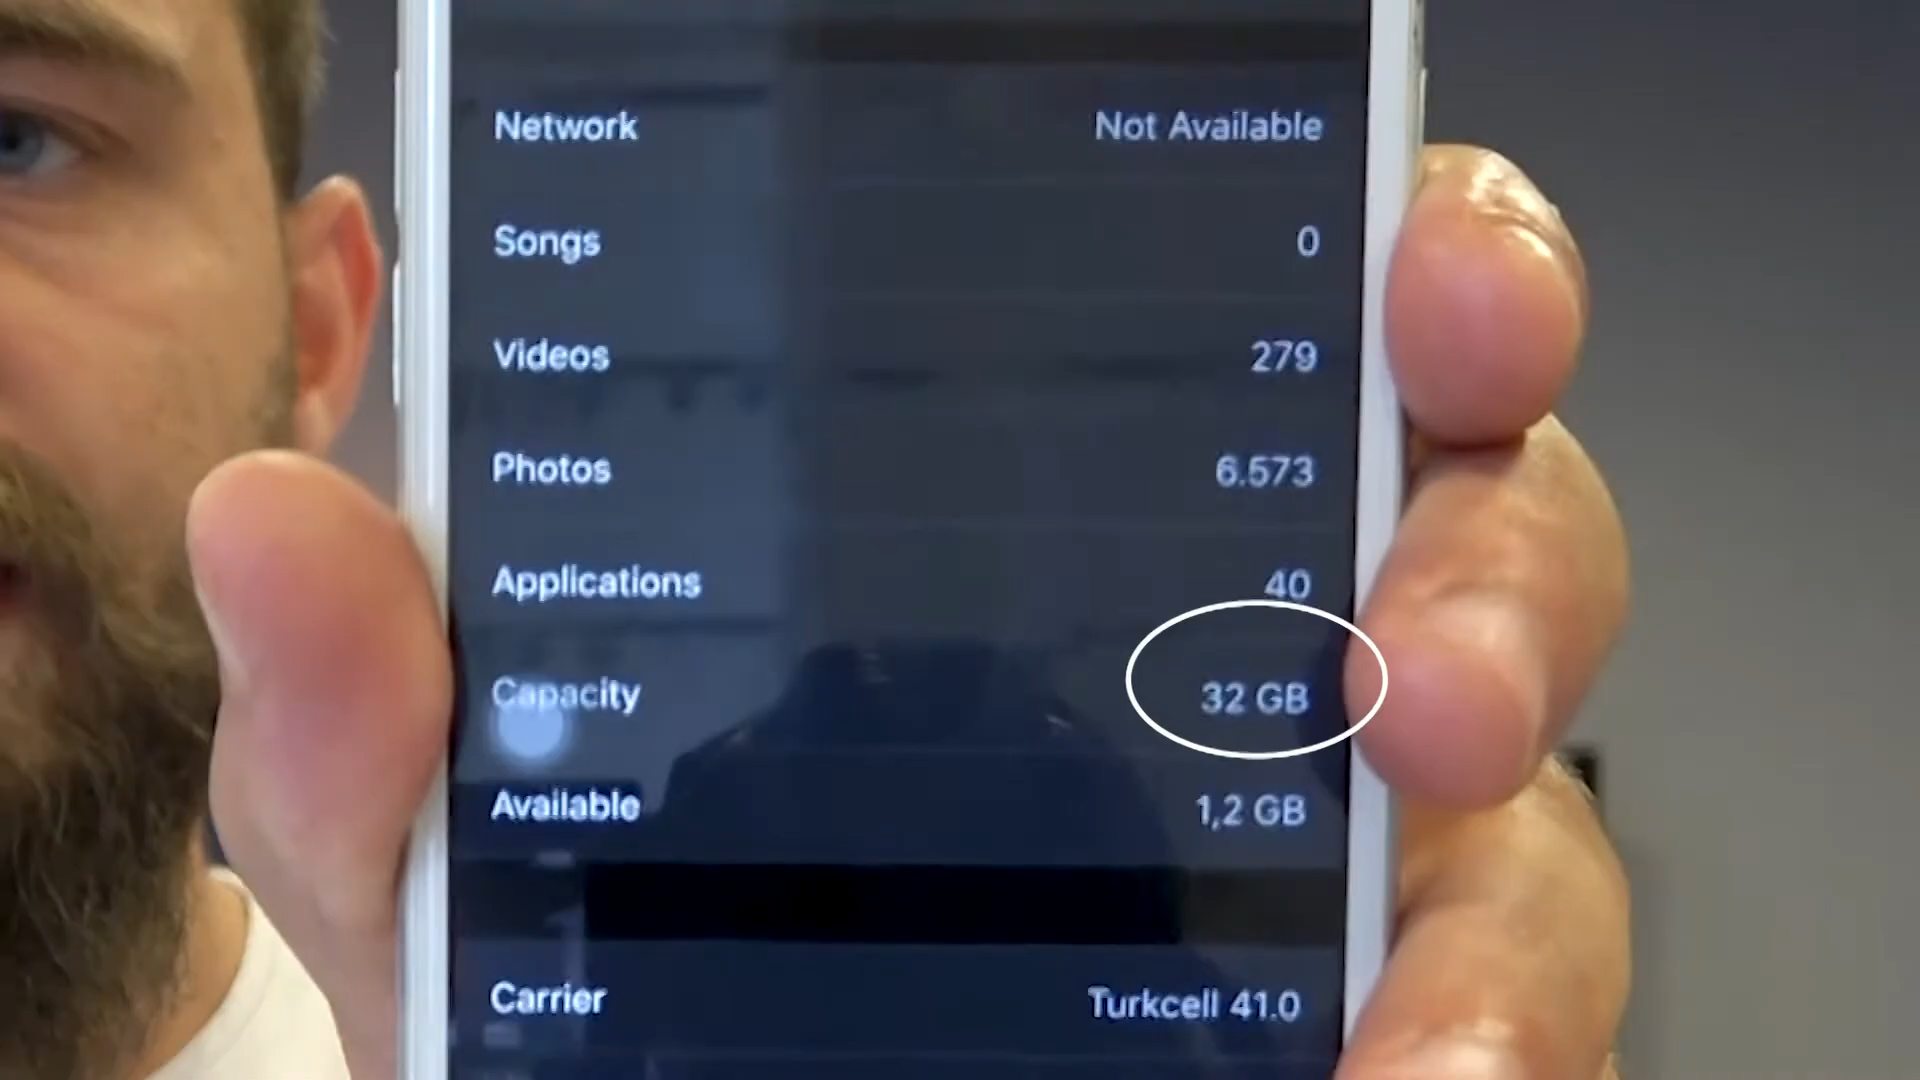 Network Not Available
Songs 0
Videos 279
Photos 6.573
Applications 40
Capacity 32 GB
Available 1,2 GB
Carrier Turkcell 41.0